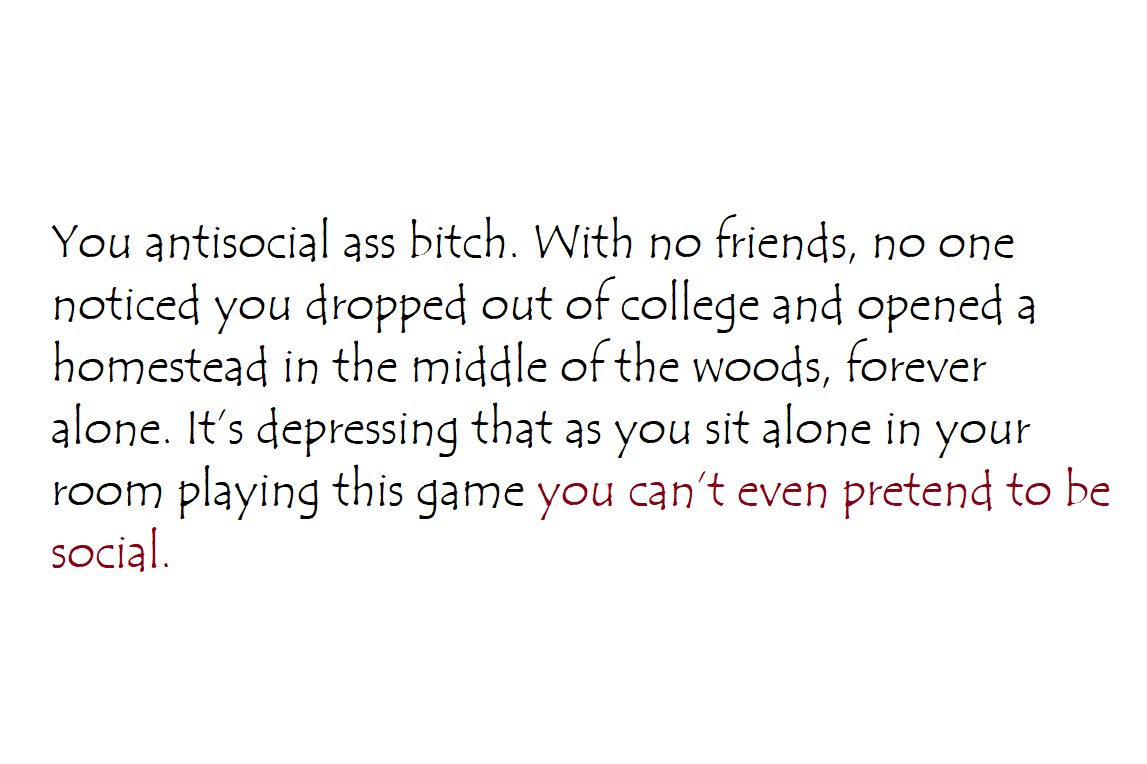 You antisocial ass bitch. With no friends, no one
noticed you dropped out of college and opened a
homestead in the middle of the woods, forever
alone. It’s depressing that as you sit alone in your
room playing this game you can’t even pretend to be
social.